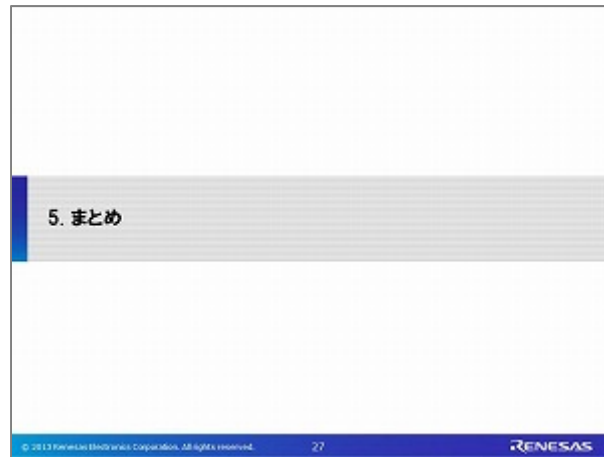 5. まとめ
© 2013 Renesas Electronics Corporation. All rights reserved.
27
RENESAS